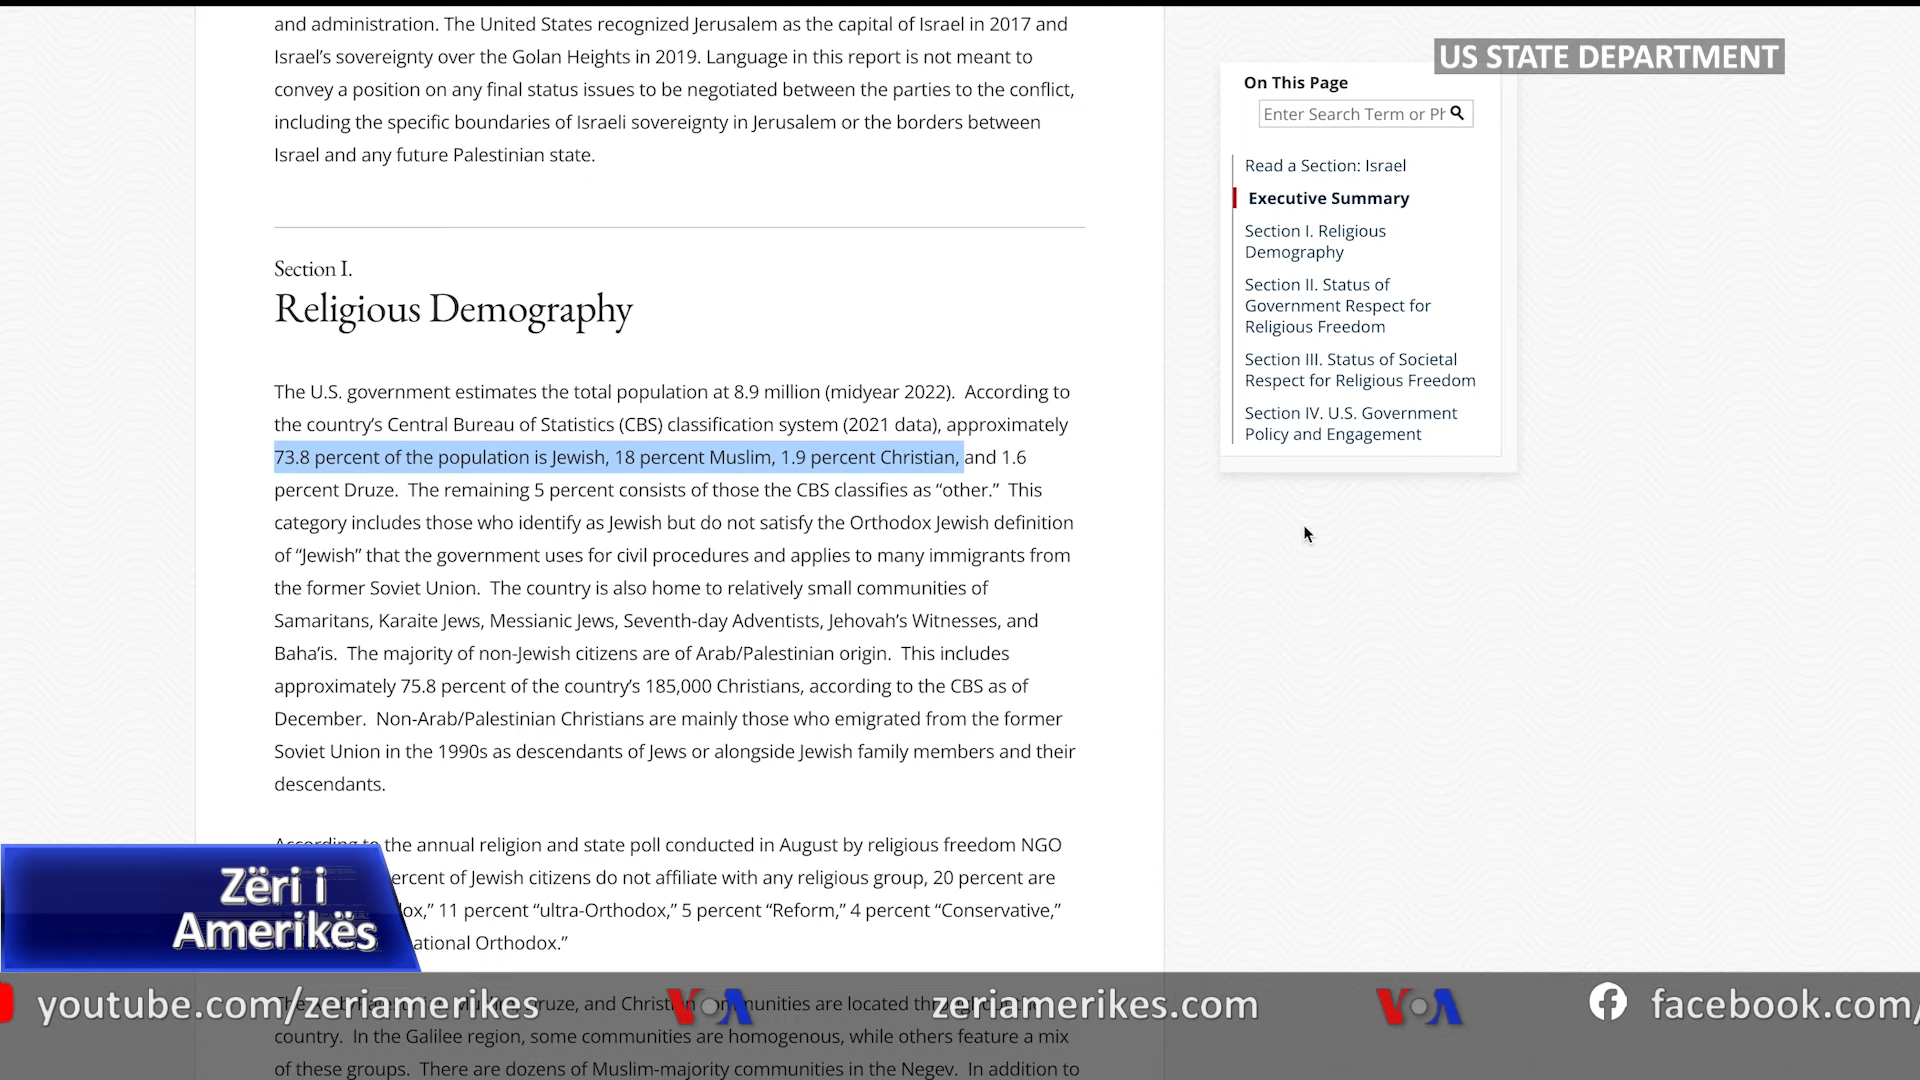 and administration. The United States recognized Jerusalem as the capital of Israel in 2017 and
Israel’s sovereignty over the Golan Heights in 2019. Language in this report is not meant to
convey a position on any final status issues to be negotiated between the parties to the conflict,
including the specific boundaries of Israeli sovereignty in Jerusalem or the borders between
Israel and any future Palestinian state.
Section I.
Religious Demography
The U.S. government estimates the total population at 8.9 million (midyear 2022). According to
the country’s Central Bureau of Statistics (CBS) classification system (2021 data), approximately
73.8 percent of the population is Jewish, 18 percent Muslim, 1.9 percent Christian, and 1.6
percent Druze. The remaining 5 percent consists of those the CBS classifies as “other.” This
category includes those who identify as Jewish but do not satisfy the Orthodox Jewish definition
of “Jewish” that the government uses for civil procedures and applies to many immigrants from
the former Soviet Union. The country is also home to relatively small communities of
Samaritans, Karaite Jews, Messianic Jews, Seventh-day Adventists, Jehovah’s Witnesses, and
Baha’is. The majority of non-Jewish citizens are of Arab/Palestinian origin. This includes
approximately 75.8 percent of the country’s 185,000 Christians, according to the CBS as of
December. Non-Arab/Palestinian Christians are mainly those who emigrated from the former
Soviet Union in the 1990s as descendants of Jews or alongside Jewish family members and their
descendants.
According to the annual religion and state poll conducted in August by religious freedom NGO
ercent of Jewish citizens do not affiliate with any religious group, 20 percent are
ox,” 11 percent “ultra-Orthodox,” 5 percent “Reform,” 4 percent “Conservative,”
ational Orthodox.”
ruze, and Christian communities are located
country. In the Galilee region, some communities are homogenous, while others feature a mix
of these groups. There are dozens of Muslim-majority communities in the Negev. In addition to
US STATE DEPARTMENT
On This Page
Enter Search Term or Ph
Read a Section: Israel
Executive Summary
Section I. Religious
Demography
Section II. Status of
Government Respect for
Religious Freedom
Section III. Status of Societal
Respect for Religious Freedom
Section IV. U.S. Government
Policy and Engagement
Zëri i
Amerikës
youtube.com/zeriamerikes VOA zeriamerikes.com VOA facebook.com/